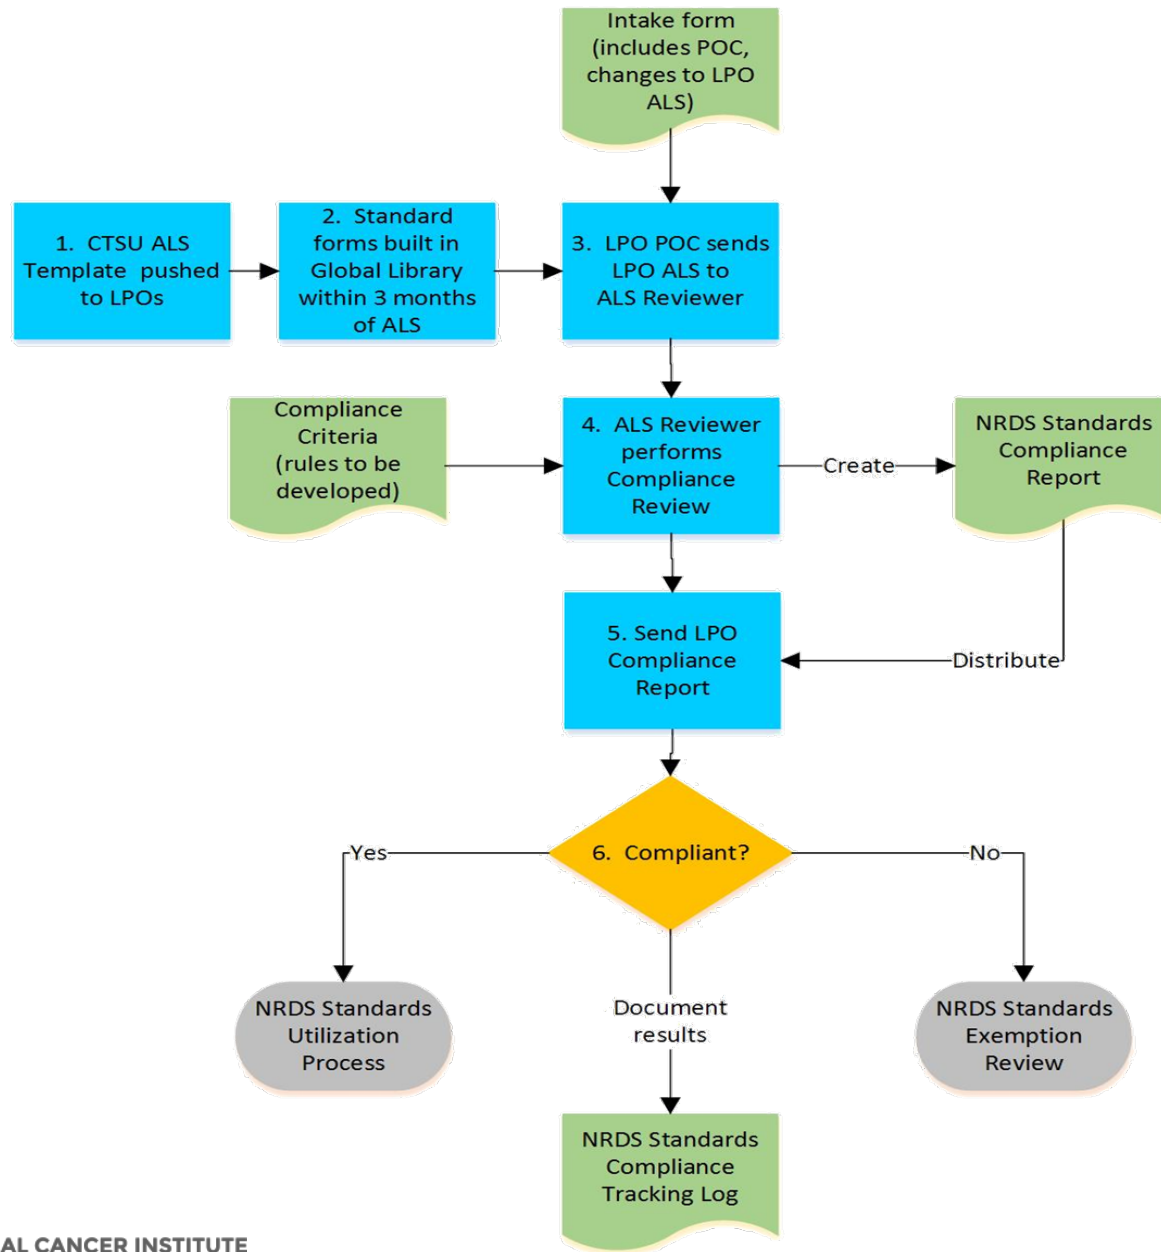 Intake form
(includes POC,
changes to LPO
ALS)
1.  CTSU ALS
Template  pushed
to LPOs
2.  Standard
forms built in
Global Library
within 3 months
of ALS
3.  LPO POC sends
LPO ALS to
ALS Reviewer
Compliance
Criteria
(rules to be
developed)
4.  ALS Reviewer
performs
Compliance
Review
Create
NRDS Standards
Compliance
Report
5. Send LPO
Compliance
Report
Distribute
6.  Compliant?
Yes
No
NRDS Standards
Utilization
Process
Document
results
NRDS Standards
Exemption
Review
NRDS Standards
Compliance
Tracking Log
AL CANCER INSTITUTE